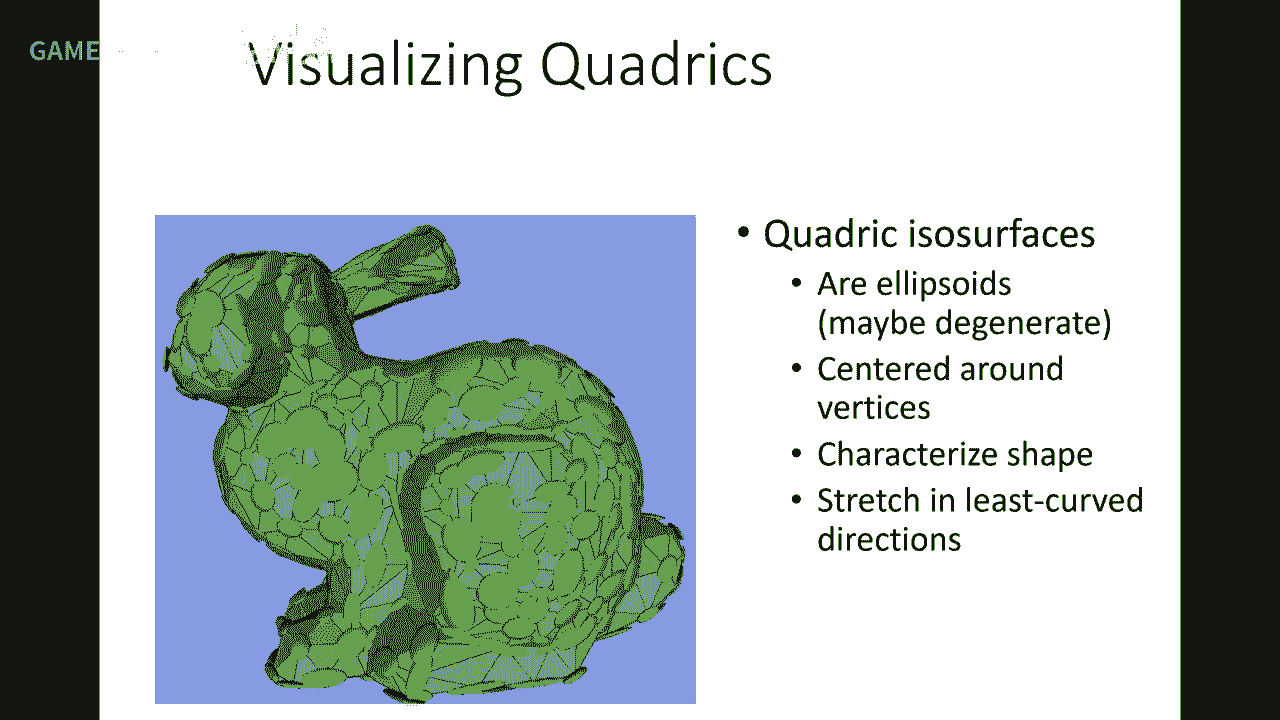 GAME
Visualizing Quadrics
• Quadric isosurfaces
• Are ellipsoids
(maybe degenerate)
• Centered around
vertices
• Characterize shape
• Stretch in least-curved
directions